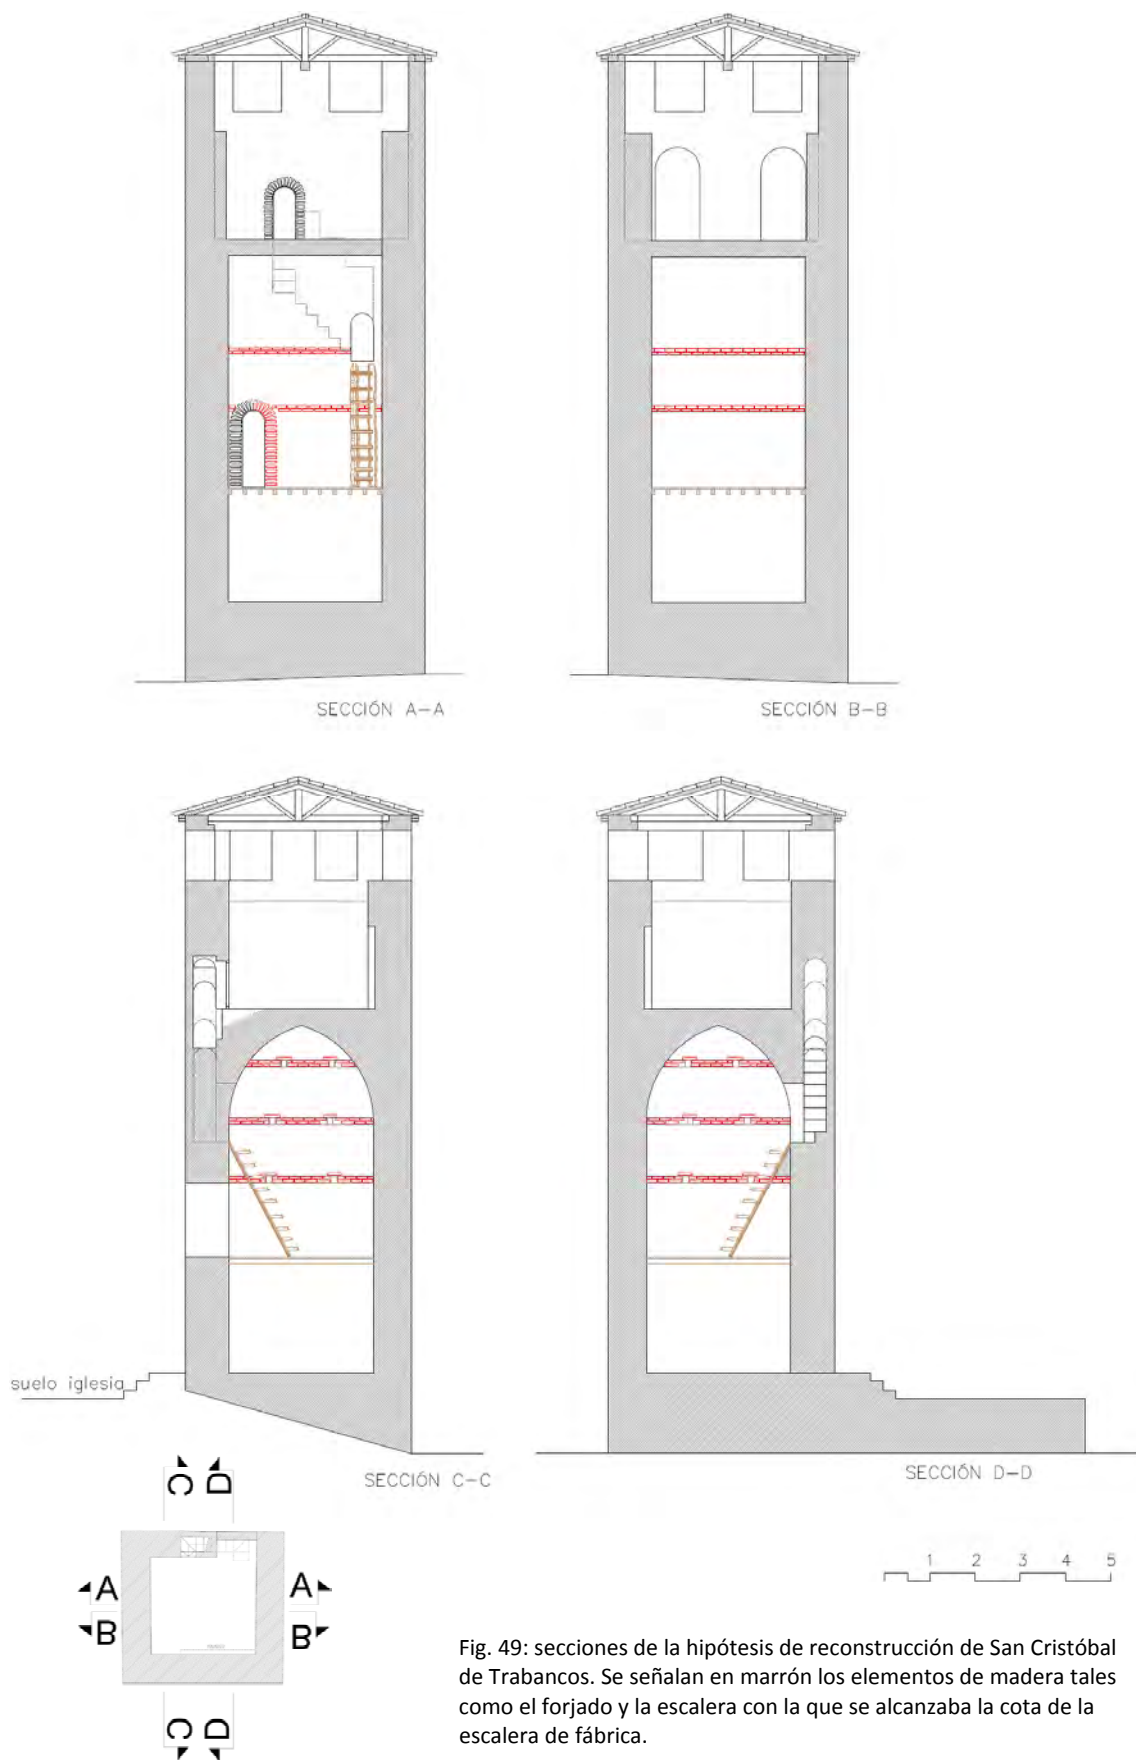 SECCIÓN A-A
SECCIÓN B-B
suelo iglesia
SECCIÓN C-C
SECCIÓN D-D
C D
A A
B B
C D
1 2 3 4 5
Fig. 49: secciones de la hipótesis de reconstrucción de San Cristóbal
de Trabancos. Se señalan en marrón los elementos de madera tales
como el forjado y la escalera con la que se alcanzaba la cota de la
escalera de fábrica.